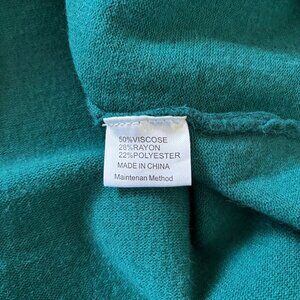 50%VISCOSE
28%RAYON
22%POLYESTER
MADE IN CHINA
Maintenan Method